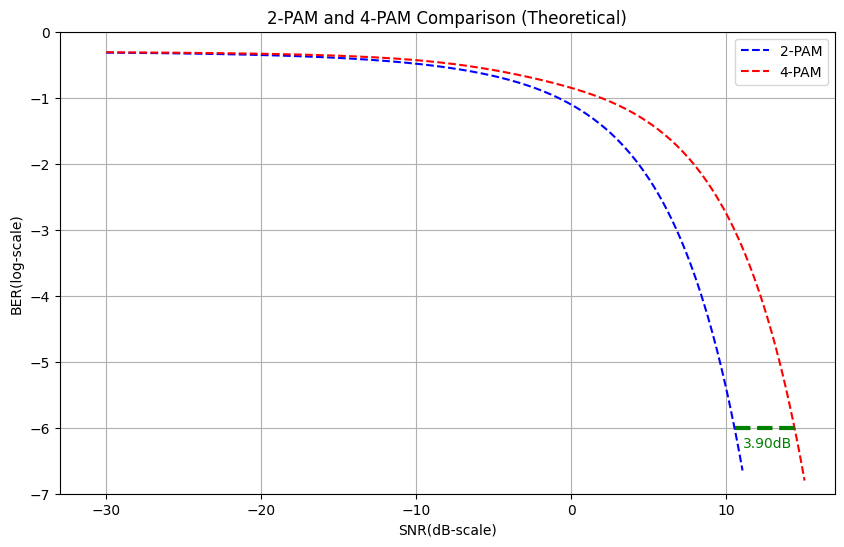 2-PAM and 4-PAM Comparison (Theoretical)
2-PAM
4-PAM
BER(log-scale)
0
−1
−2
−3
−4
−5
−6
−7
3.90dB
−30
−20
−10
0
10
SNR(dB-scale)